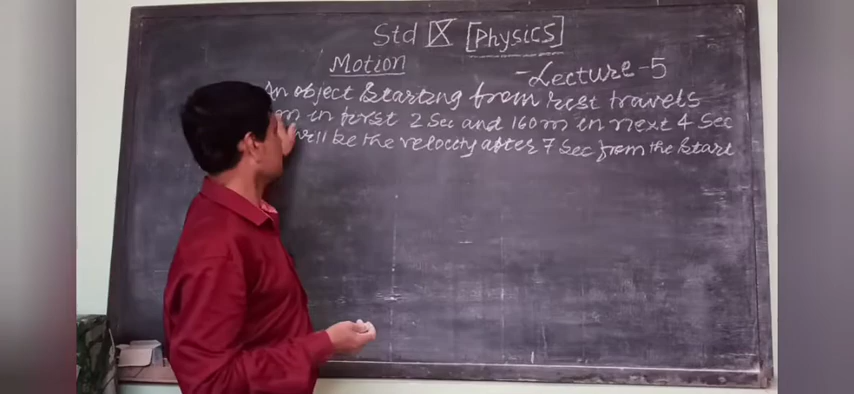 Std X [Physics]
Motion
- Lecture - 5
An object starting from rest travels
m in first 2 Sec and 160m in next 4 Sec
will be the velocity after 7 Sec from the Start